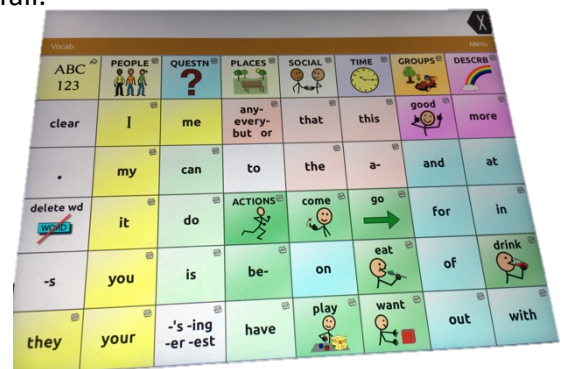 rall.
X
Vocab Menu
ABC 123 PEOPLE QUESTN PLACES SOCIAL TIME GROUPS DESCRB
clear I me any- every- but or that this good more
. my can to the a- and at
delete wd WORD it do ACTIONS come go for in
-s you is be- on eat of drink
they your -'s -ing -er -est have play want out with